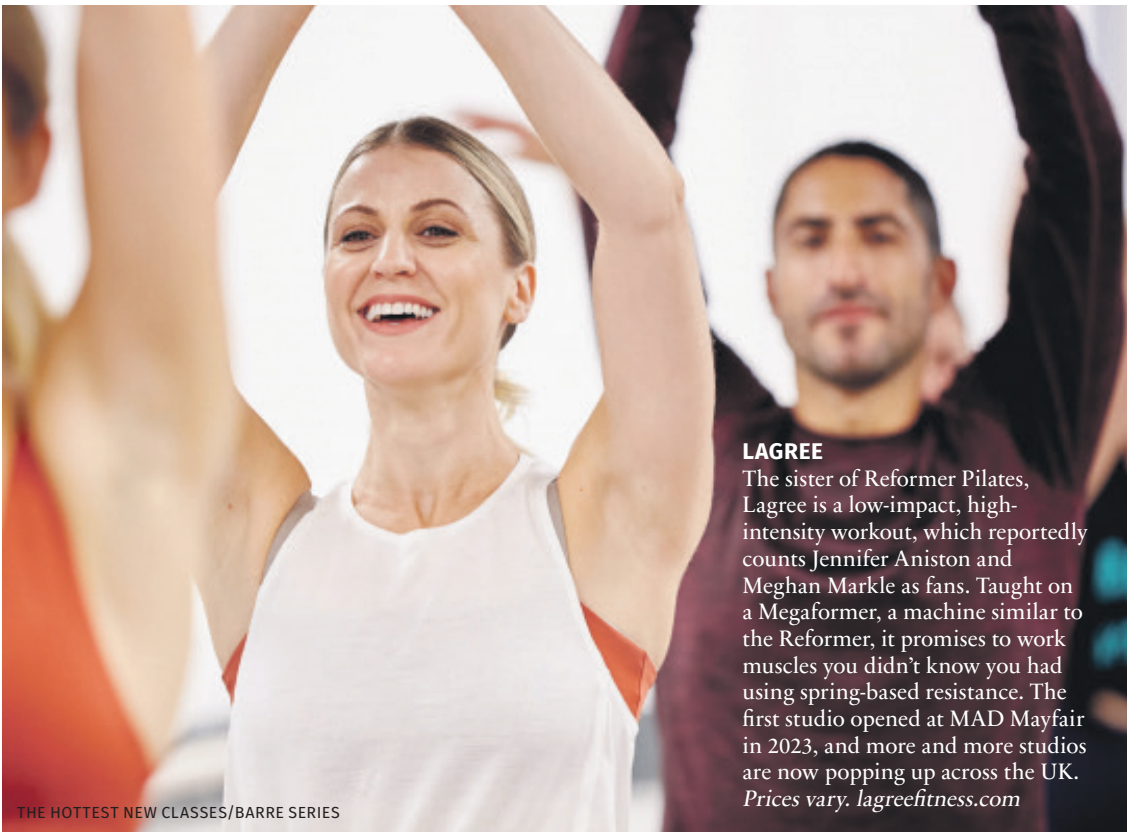 LAGREE
The sister of Reformer Pilates,
Lagree is a low-impact, high-
intensity workout, which reportedly
counts Jennifer Aniston and
Meghan Markle as fans. Taught on
a Megaformer, a machine similar to
the Reformer, it promises to work
muscles you didn’t know you had
using spring-based resistance. The
first studio opened at MAD Mayfair
in 2023, and more and more studios
are now popping up across the UK.
Prices vary. lagreefitness.com
THE HOTTEST NEW CLASSES/BARRE SERIES